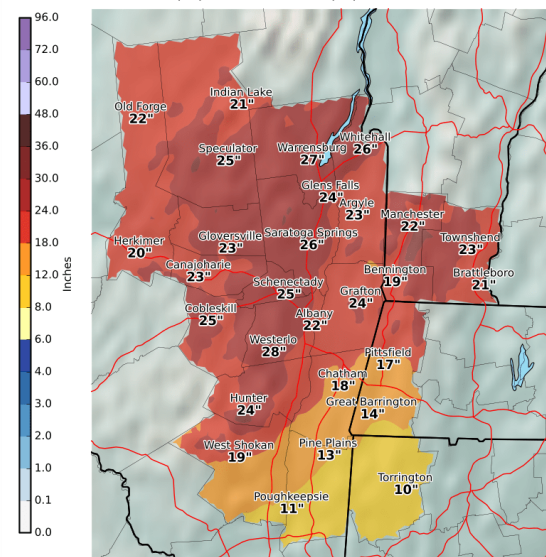 96.0
72.0
60.0
48.0
36.0
30.0
24.0
18.0
12.0
8.0
6.0
4.0
3.0
2.0
1.0
0.1
0.0
Inches
Indian Lake
21"
Old Forge
22"
Whitehall
26"
Speculator
25"
Warrensburg
27"
Glens Falls
24"
Argyle
23"
Manchester
22"
Herkimer
20"
Gloversville
23"
Saratoga Springs
26"
Townshend
23"
Canajoharie
23"
Bennington
19"
Brattleboro
21"
Schenectady
25"
Grafton
24"
Cobleskill
25"
Albany
22"
Westerlo
28"
Pittsfield
17"
Chatham
18"
Hunter
24"
Great Barrington
14"
West Shokan
19"
Pine Plains
13"
Torrington
10"
Poughkeepsie
11"